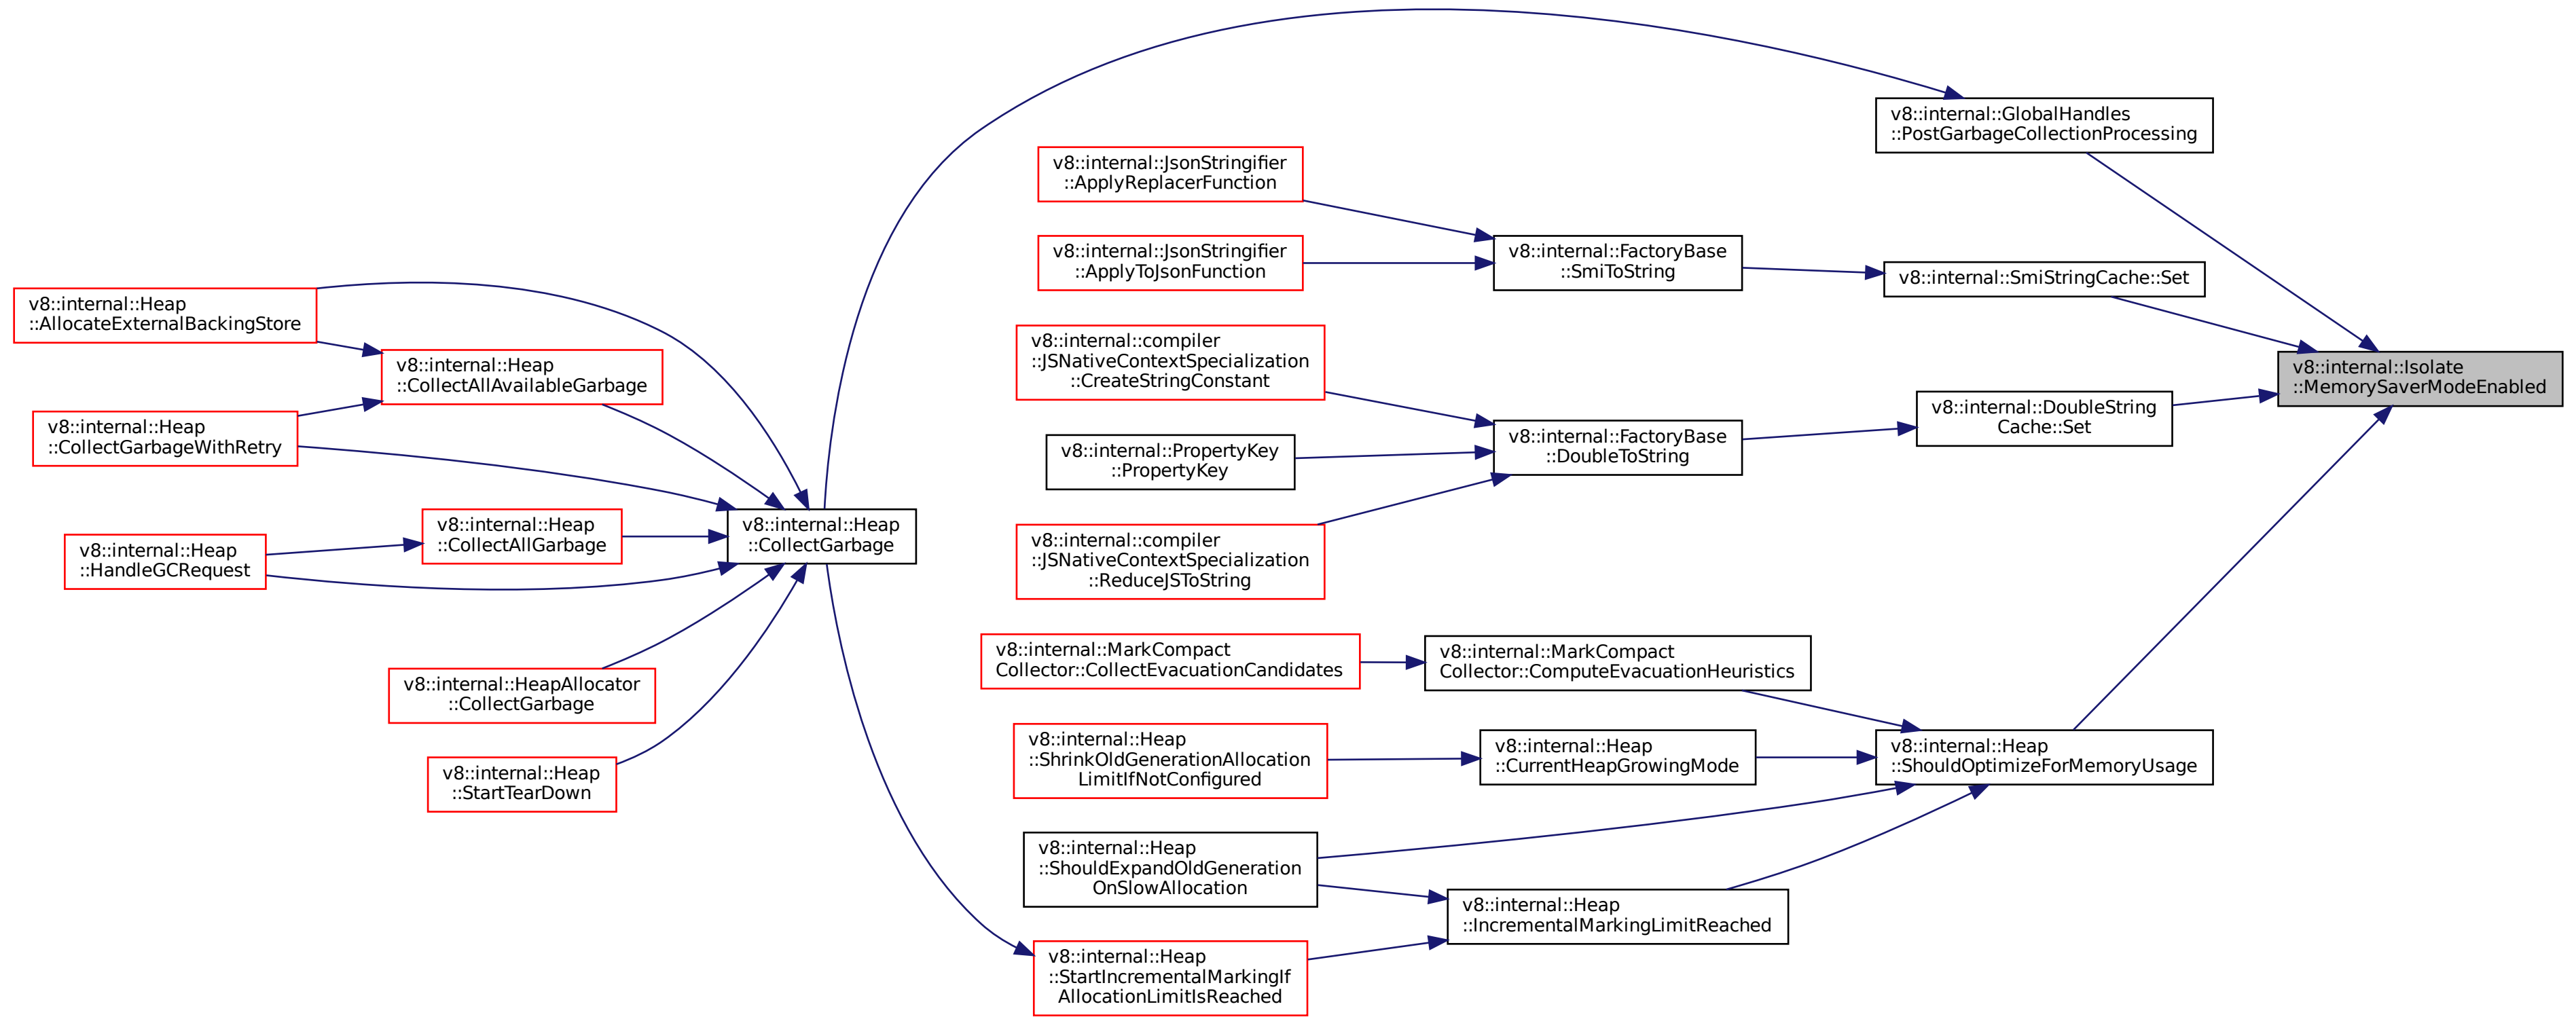 v8::internal::GlobalHandles
::PostGarbageCollectionProcessing
v8::internal::JsonStringifier
::ApplyReplacerFunction
v8::internal::JsonStringifier
::ApplyToJsonFunction
v8::internal::FactoryBase
::SmiToString
v8::internal::SmiStringCache::Set
v8::internal::Heap
::AllocateExternalBackingStore
v8::internal::Heap
::CollectAllAvailableGarbage
v8::internal::compiler
::JSNativeContextSpecialization
::CreateStringConstant
v8::internal::Isolate
::MemorySaverModeEnabled
v8::internal::DoubleString
Cache::Set
v8::internal::Heap
::CollectGarbageWithRetry
v8::internal::PropertyKey
::PropertyKey
v8::internal::FactoryBase
::DoubleToString
v8::internal::Heap
::HandleGCRequest
v8::internal::Heap
::CollectAllGarbage
v8::internal::Heap
::CollectGarbage
v8::internal::compiler
::JSNativeContextSpecialization
::ReduceJSToString
v8::internal::HeapAllocator
::CollectGarbage
v8::internal::MarkCompact
Collector::CollectEvacuationCandidates
v8::internal::MarkCompact
Collector::ComputeEvacuationHeuristics
v8::internal::Heap
::StartTearDown
v8::internal::Heap
::ShrinkOldGenerationAllocation
LimitIfNotConfigured
v8::internal::Heap
::CurrentHeapGrowingMode
v8::internal::Heap
::ShouldOptimizeForMemoryUsage
v8::internal::Heap
::ShouldExpandOldGeneration
OnSlowAllocation
v8::internal::Heap
::IncrementalMarkingLimitReached
v8::internal::Heap
::StartIncrementalMarkingIf
AllocationLimitIsReached